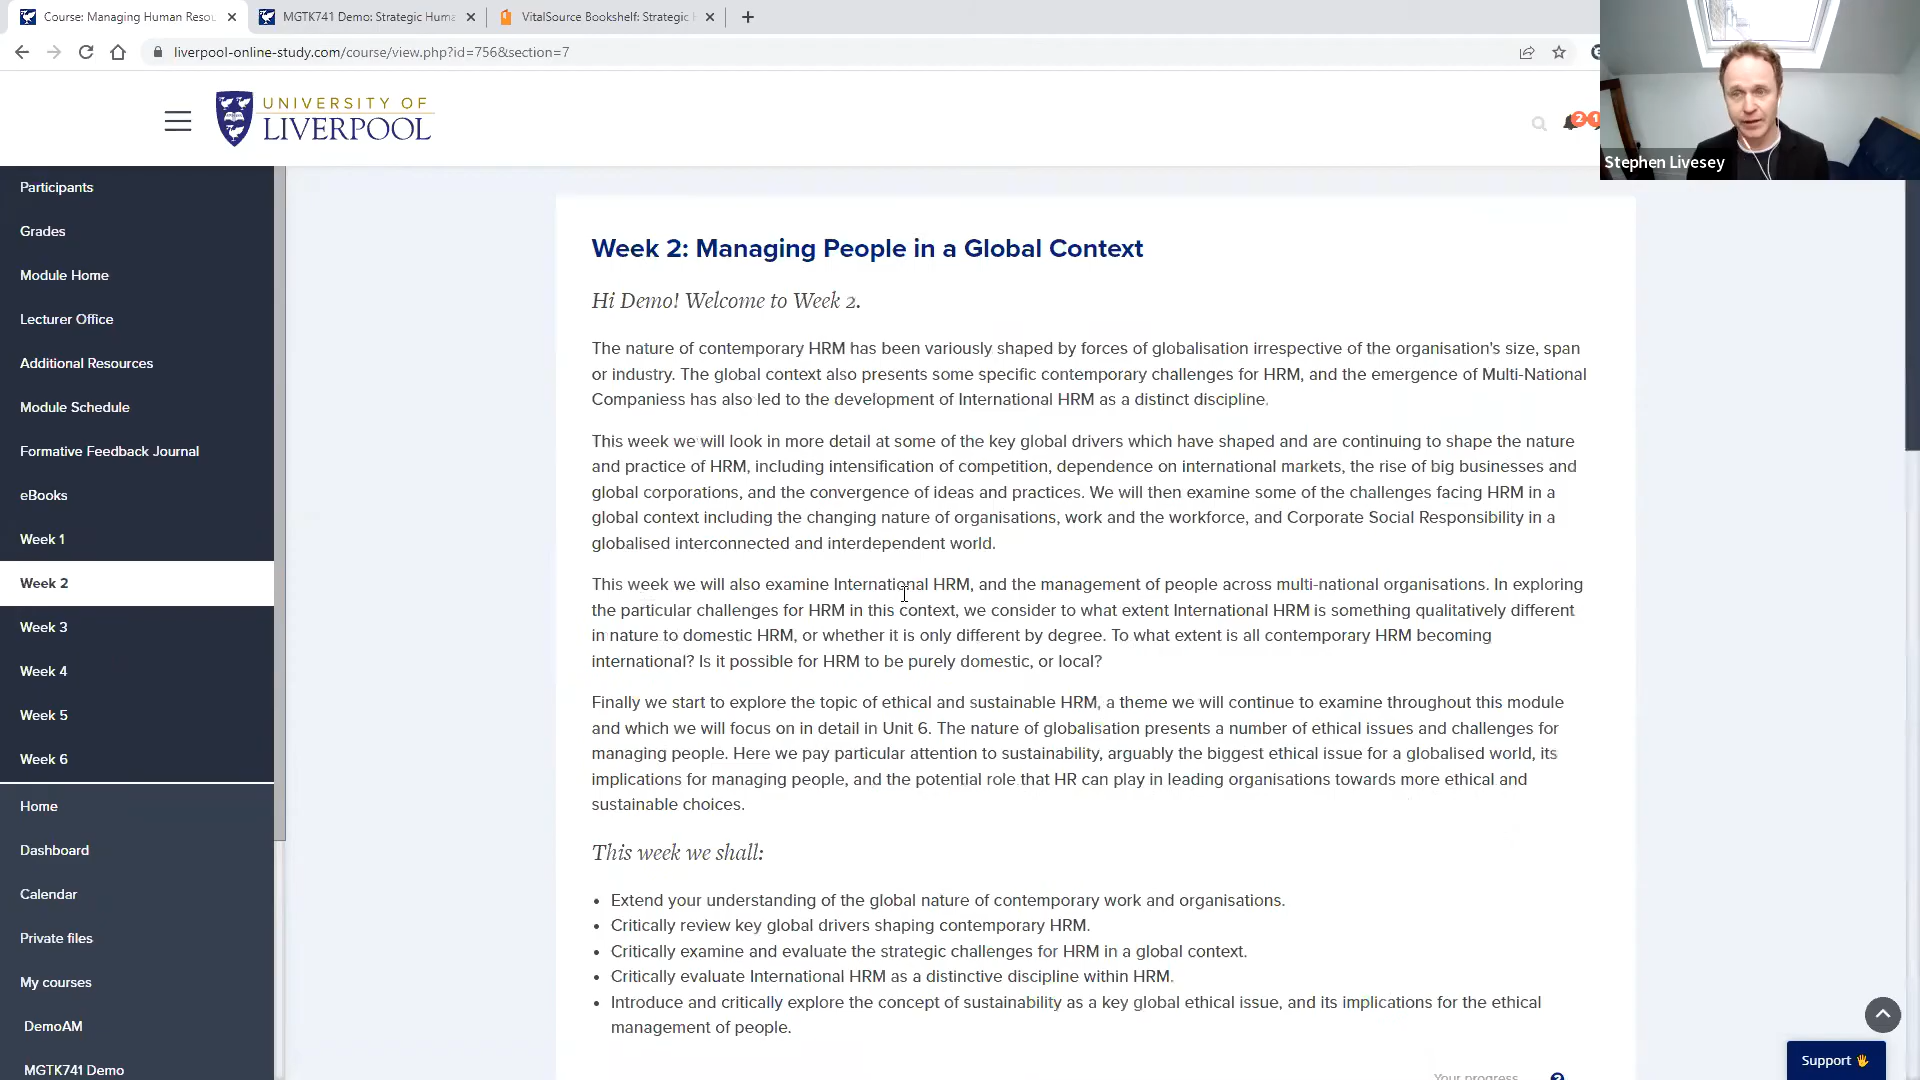 Course: Managing Human Resou
MGTK741 Demo: Strategic Huma
VitalSource Bookshelf: Strategic
liverpool-online-study.com/course/view.php?id=756&section=7
UNIVERSITY OF
LIVERPOOL
2
1
Stephen Livesey
Participants
Grades
Module Home
Lecturer Office
Additional Resources
Module Schedule
Formative Feedback Journal
eBooks
Week 1
Week 2
Week 3
Week 4
Week 5
Week 6
Home
Dashboard
Calendar
Private files
My courses
DemoAM
MGTK741 Demo
Week 2: Managing People in a Global Context
Hi Demo! Welcome to Week 2.
The nature of contemporary HRM has been variously shaped by forces of globalisation irrespective of the organisation's size, span
or industry. The global context also presents some specific contemporary challenges for HRM, and the emergence of Multi-National
Companiess has also led to the development of International HRM as a distinct discipline.
This week we will look in more detail at some of the key global drivers which have shaped and are continuing to shape the nature
and practice of HRM, including intensification of competition, dependence on international markets, the rise of big businesses and
global corporations, and the convergence of ideas and practices. We will then examine some of the challenges facing HRM in a
global context including the changing nature of organisations, work and the workforce, and Corporate Social Responsibility in a
globalised interconnected and interdependent world.
This week we will also examine International HRM, and the management of people across multi-national organisations. In exploring
the particular challenges for HRM in this context, we consider to what extent International HRM is something qualitatively different
in nature to domestic HRM, or whether it is only different by degree. To what extent is all contemporary HRM becoming
international? Is it possible for HRM to be purely domestic, or local?
Finally we start to explore the topic of ethical and sustainable HRM, a theme we will continue to examine throughout this module
and which we will focus on in detail in Unit 6. The nature of globalisation presents a number of ethical issues and challenges for
managing people. Here we pay particular attention to sustainability, arguably the biggest ethical issue for a globalised world, its
implications for managing people, and the potential role that HR can play in leading organisations towards more ethical and
sustainable choices.
This week we shall:
• Extend your understanding of the global nature of contemporary work and organisations.
• Critically review key global drivers shaping contemporary HRM.
• Critically examine and evaluate the strategic challenges for HRM in a global context.
• Critically evaluate International HRM as a distinctive discipline within HRM.
• Introduce and critically explore the concept of sustainability as a key global ethical issue, and its implications for the ethical
management of people.
Your progress
Support